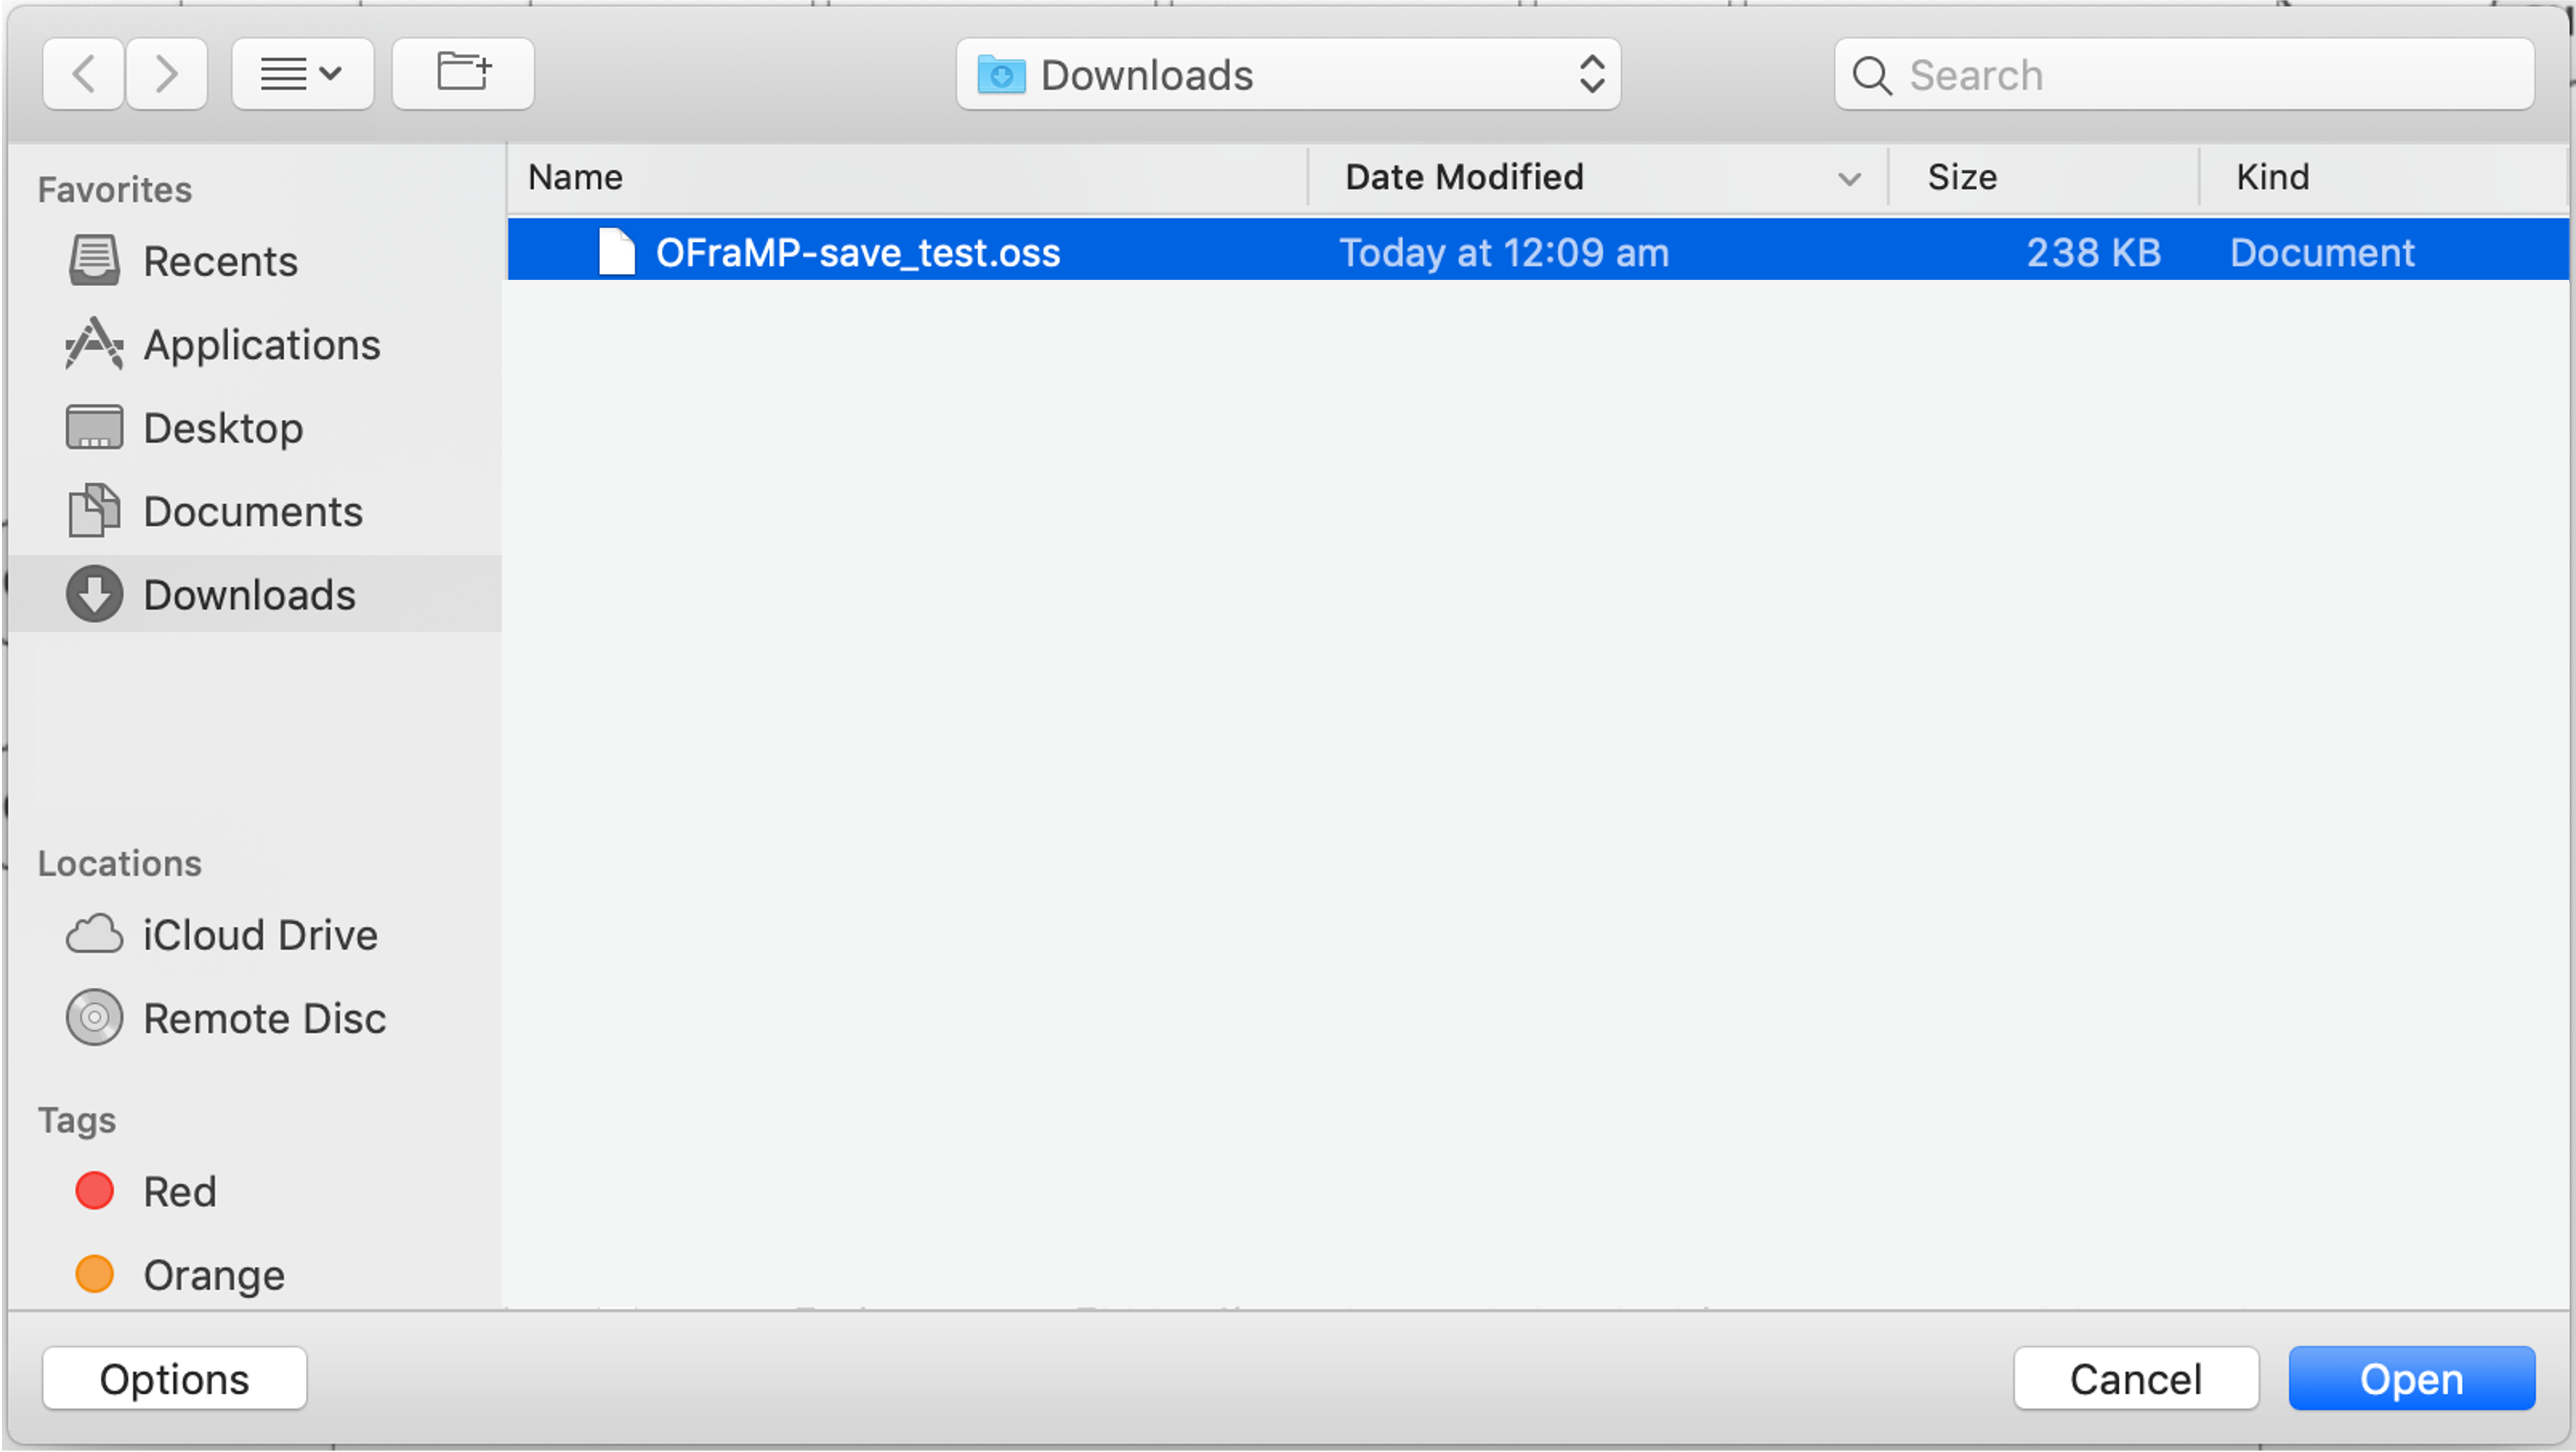 Downloads
Search
Favorites
Recents
Applications
Desktop
Documents
Downloads
Locations
iCloud Drive
Remote Disc
Tags
Red
Orange
Name Date Modified Size Kind
OFraMP-save_test.oss Today at 12:09 am 238 KB Document
Options Cancel Open